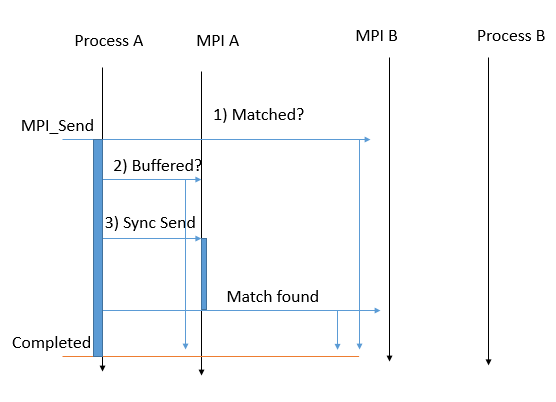 Process A
MPI A
MPI B
Process B
1) Matched?
MPI_Send
2) Buffered?
3) Sync Send
Match found
Completed